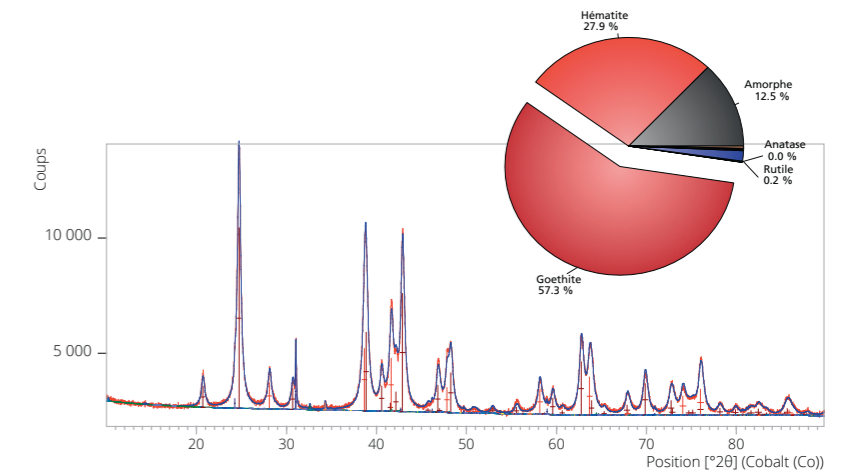 Hématite
27.9 %
Amorphe
12.5 %
Anatase
0.0 %
Rutile
0.2 %
Goethite
57.3 %
Coups
10 000
5 000
20 30 40 50 60 70 80
Position [°2θ] (Cobalt (Co))